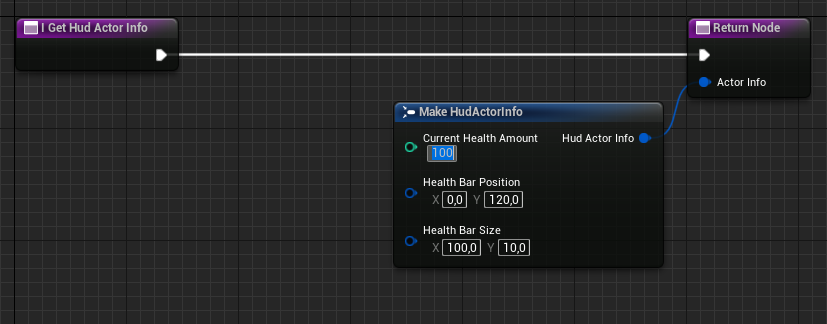 I Get Hud Actor Info
Return Node
Actor Info
Make HudActorInfo
Current Health Amount Hud Actor Info
100
Health Bar Position
X 0,0 Y 120,0
Health Bar Size
X 100,0 Y 10,0